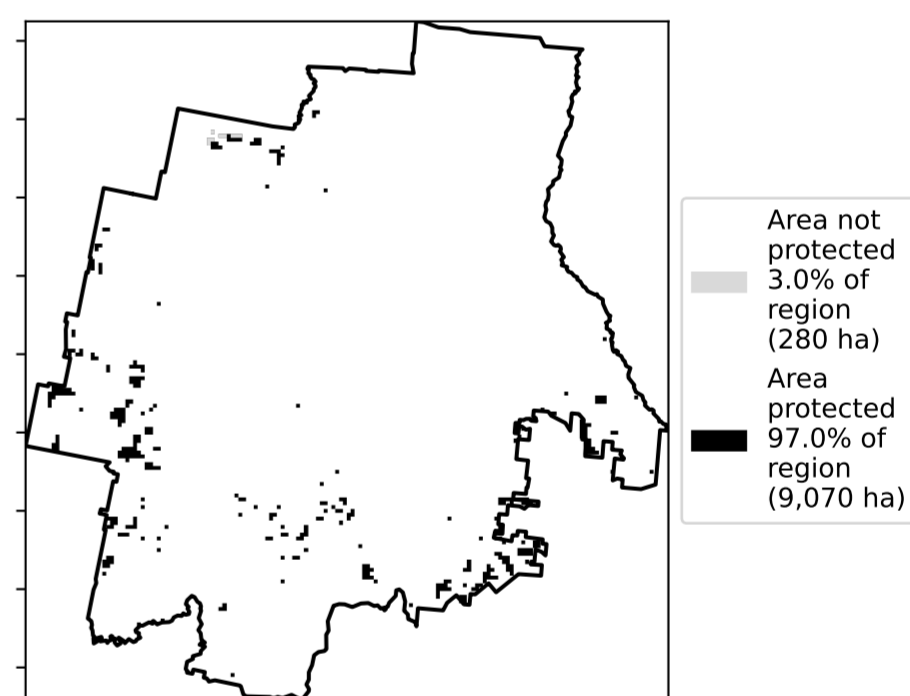 Area not
protected
3.0% of
region
(280 ha)
Area
protected
97.0% of
region
(9,070 ha)